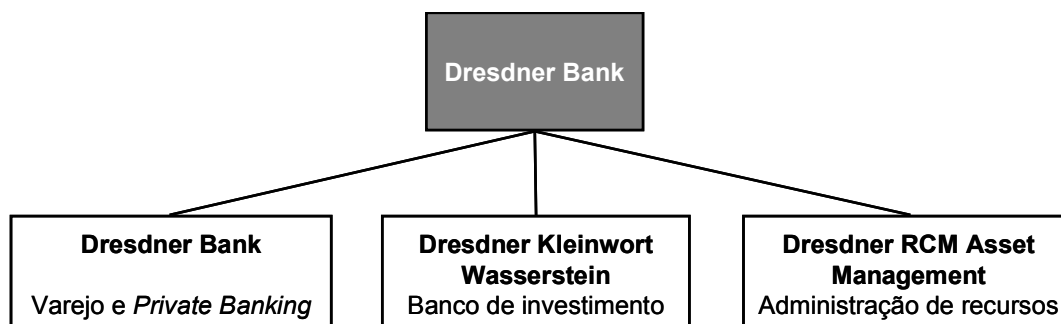 Dresdner Bank
Dresdner Bank
Varejo e Private Banking
Dresdner Kleinwort
Wasserstein
Banco de investimento
Dresdner RCM Asset
Management
Administração de recursos